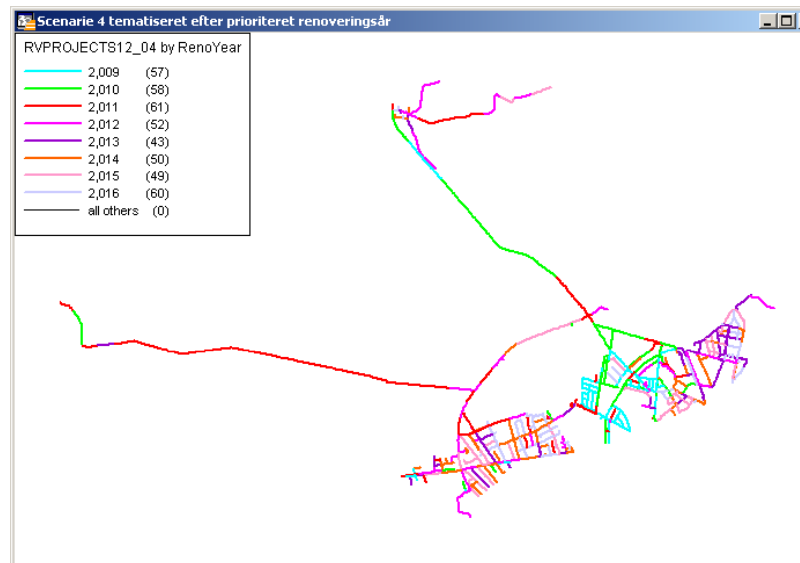 Scenarie 4 tematiseret efter prioriteret renoveringsår
RVPROJECTS12_04 by RenoYear
2,009 (57)
2,010 (58)
2,011 (61)
2,012 (52)
2,013 (43)
2,014 (50)
2,015 (49)
2,016 (60)
all others (0)